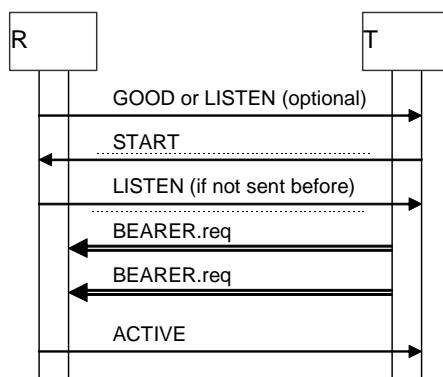 R
T
GOOD or LISTEN (optional)
START
LISTEN (if not sent before)
BEARER.req
BEARER.req
ACTIVE